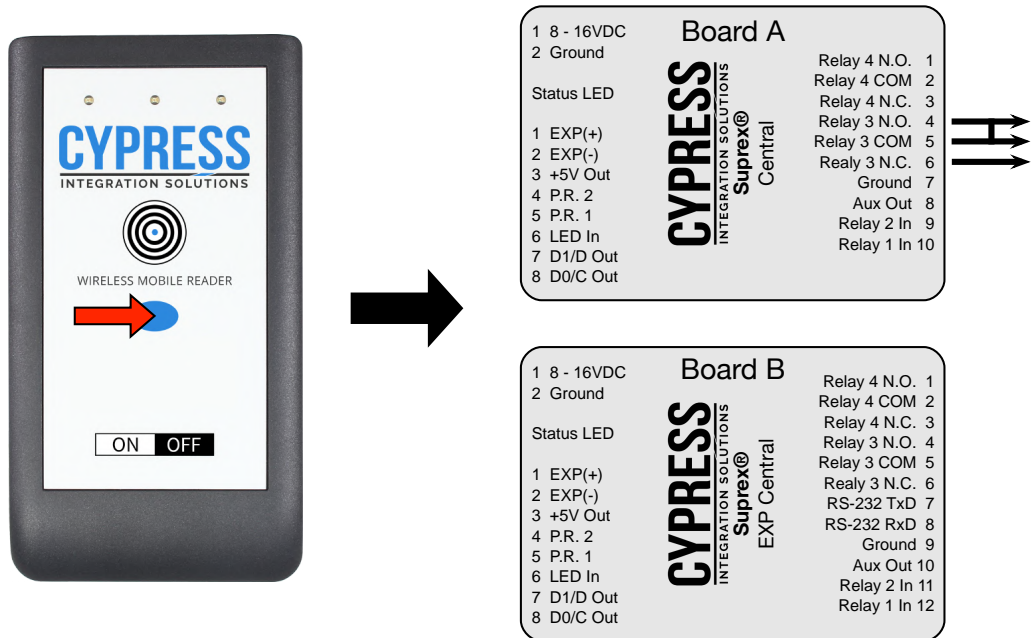 CYPRESS
INTEGRATION SOLUTIONS
WIRELESS MOBILE READER
ON OFF
Board A
1 8 - 16VDC
2 Ground
Status LED
1 EXP(+)
2 EXP(-)
3 +5V Out
4 P.R. 2
5 P.R. 1
6 LED In
7 D1/D Out
8 D0/C Out
CYPRESS
INTEGRATION SOLUTIONS
Suprex®
Central
Relay 4 N.O. 1
Relay 4 COM 2
Relay 4 N.C. 3
Relay 3 N.O. 4
Relay 3 COM 5
Realy 3 N.C. 6
Ground 7
Aux Out 8
Relay 2 In 9
Relay 1 In 10
Board B
1 8 - 16VDC
2 Ground
Status LED
1 EXP(+)
2 EXP(-)
3 +5V Out
4 P.R. 2
5 P.R. 1
6 LED In
7 D1/D Out
8 D0/C Out
CYPRESS
INTEGRATION SOLUTIONS
Suprex®
EXP Central
Relay 4 N.O. 1
Relay 4 COM 2
Relay 4 N.C. 3
Relay 3 N.O. 4
Relay 3 COM 5
Realy 3 N.C. 6
RS-232 TxD 7
RS-232 RxD 8
Ground 9
Aux Out 10
Relay 2 In 11
Relay 1 In 12